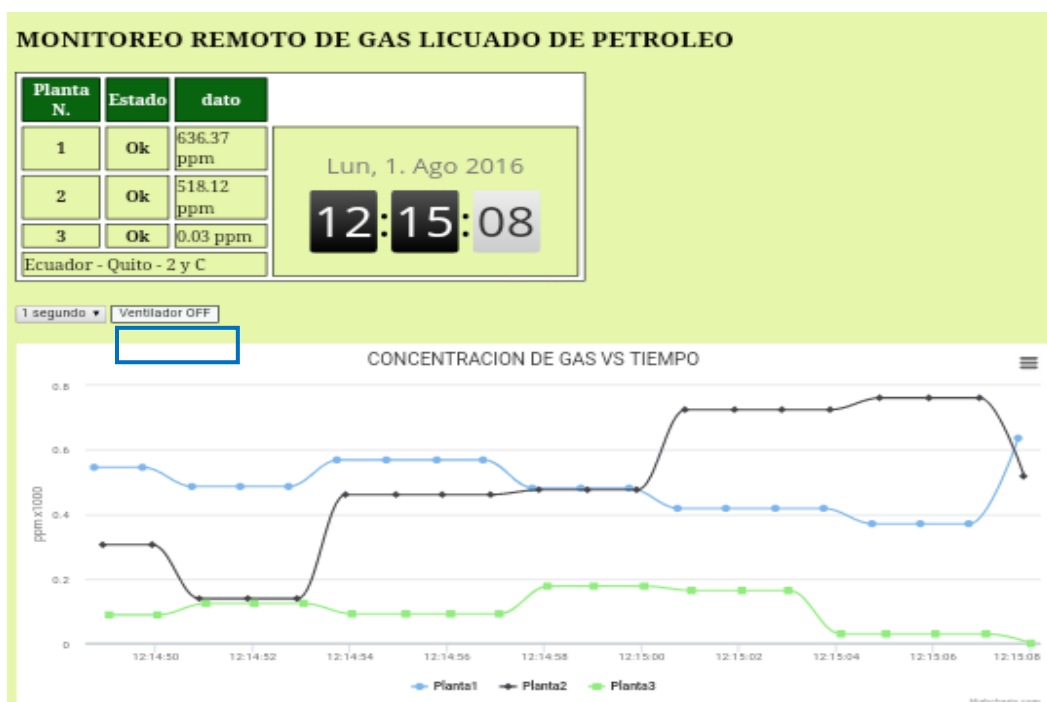 MONITOREO REMOTO DE GAS LICUADO DE PETROLEO
Planta N. Estado dato
1 Ok 636.37 ppm
2 Ok 518.12 ppm
3 Ok 0.03 ppm
Ecuador - Quito - 2 y C
Lun, 1. Ago 2016
12:15:08
1 segundo Ventilador OFF
CONCENTRACION DE GAS VS TIEMPO
ppm x1000
0.8
0.6
0.4
0.2
0
12:14:50 12:14:52 12:14:54 12:14:56 12:14:58 12:15:00 12:15:02 12:15:04 12:15:06 12:15:08
Planta1 Planta2 Planta3